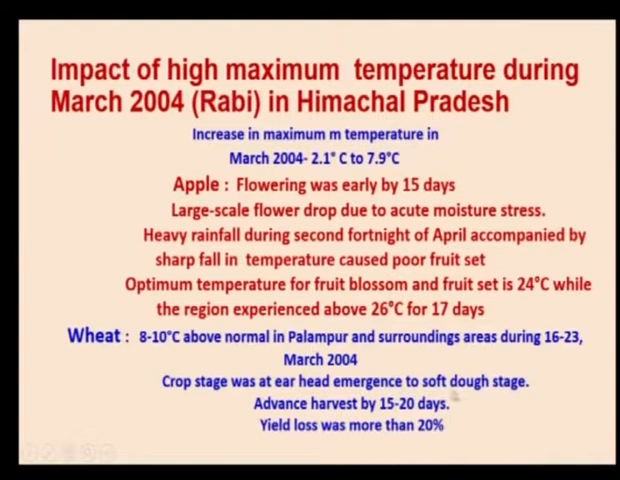 Impact of high maximum temperature during
March 2004 (Rabi) in Himachal Pradesh
Increase in maximum m temperature in
March 2004- 2.1° C to 7.9°C
Apple : Flowering was early by 15 days
Large-scale flower drop due to acute moisture stress.
Heavy rainfall during second fortnight of April accompanied by
sharp fall in temperature caused poor fruit set
Optimum temperature for fruit blossom and fruit set is 24°C while
the region experienced above 26°C for 17 days
Wheat : 8-10°C above normal in Palampur and surroundings areas during 16-23,
March 2004
Crop stage was at ear head emergence to soft dough stage.
Advance harvest by 15-20 days.
Yield loss was more than 20%